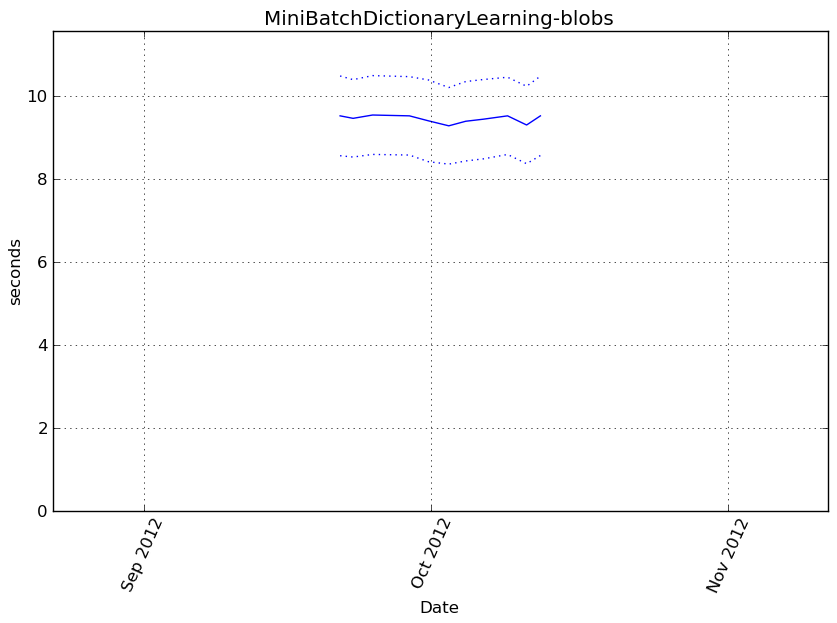 MiniBatchDictionaryLearning-blobs
10
8
6
4
2
0
seconds
Sep 2012
Oct 2012
Nov 2012
Date